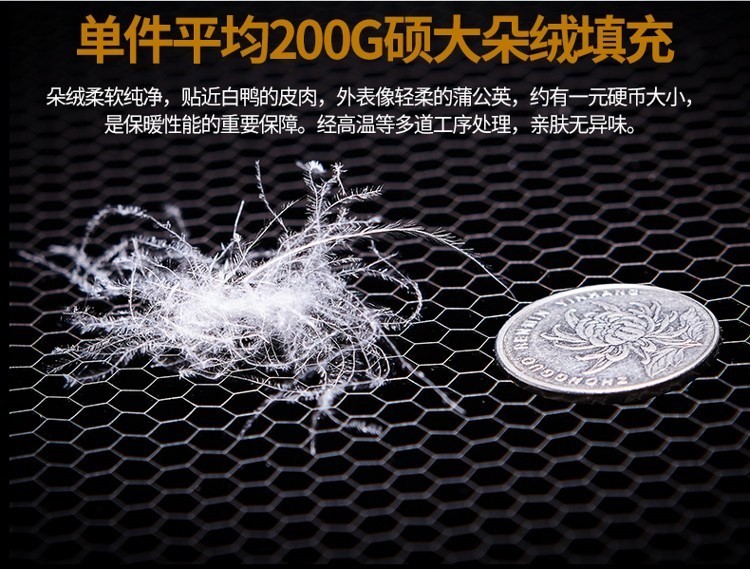 单件平均200G硕大朵绒填充
朵绒柔软纯净，贴近白鸭的皮肉，外表像轻柔的蒲公英，约有一元硬币大小，
是保暖性能的重要保障。经高温等多道工序处理，亲肤无异味。
ZHONGGUO RENMIN YINHANG